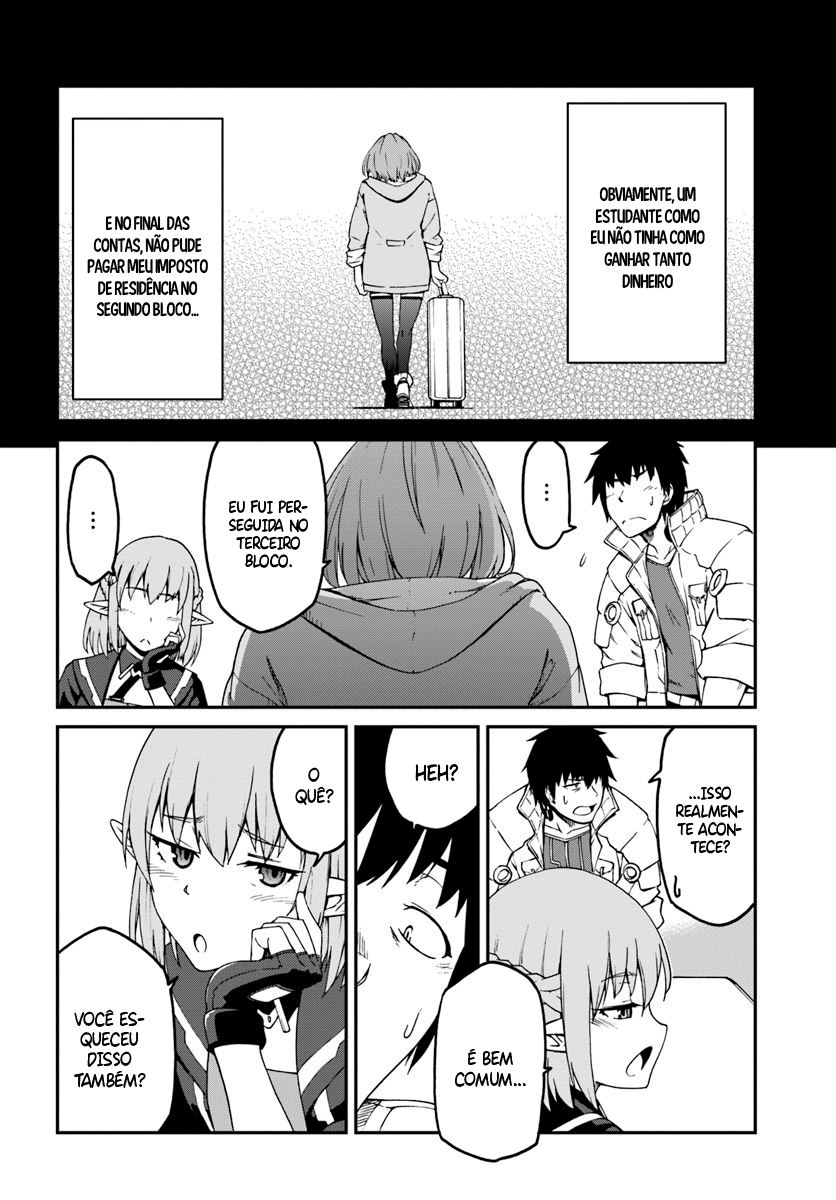 OBVIAMENTE, UM
ESTUDANTE COMO
EU NÃO TINHA COMO
GANHAR TANTO
DINHEIRO
E NO FINAL DAS
CONTAS, NÃO PUDE
PAGAR MEU IMPOSTO
DE RESIDÊNCIA NO
SEGUNDO BLOCO...
...
EU FUI PER-
SEGUIDA NO
TERCEIRO
BLOCO.
...
...ISSO
REALMEN-
TE ACON-
TECE?
É BEM
COMUM...
HEH?
O
QUÊ?
VOCÊ ES-
QUECEU
DISSO
TAMBÉM?